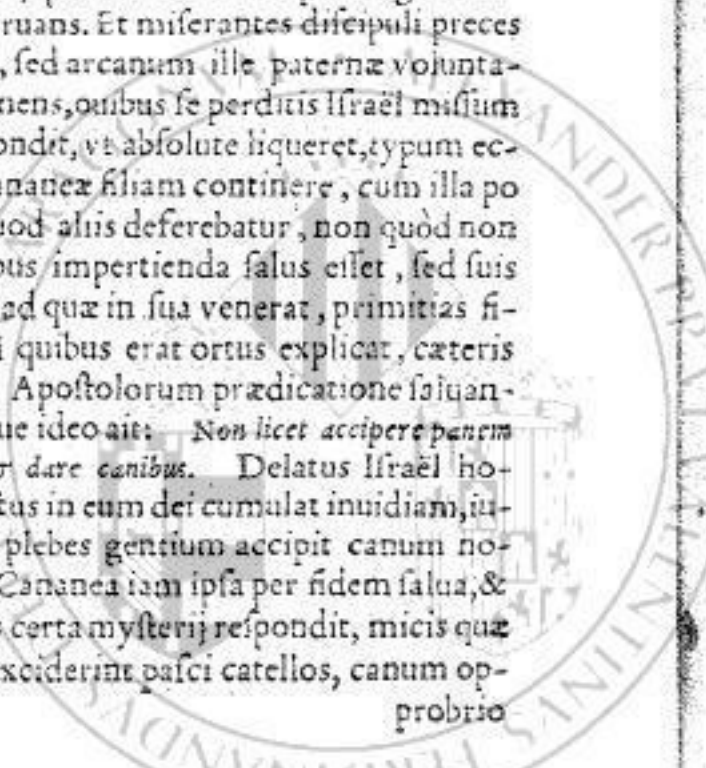 ruans. Et miſerantes diſcipuli preces
, ſed arcanum ille paternæ volunta-
nens, quibus ſe perditis Iſraël miſſum
ondit, vt abſolute liqueret, typum ec-
nanææ filiam continere, cum illa po
uod aliis deferebatur, non quòd non
bus impertienda ſalus eſſet, ſed ſuis
ad quæ in ſua venerat, primitias fi-
i quibus erat ortus explicat, cæteris
Apoſtolorum prædicatione ſaluan-
ue ideo ait: Non licet accipere panem
r dare canibus. Delatus Iſraël ho-
tus in eum dei cumulat inuidiam, iu-
plebes gentium accipit canum no-
Cananea iam ipſa per fidem ſalua, &
certa myſterij reſpondit, micis quæ
xciderint paſci catellos, canum op-
probrio